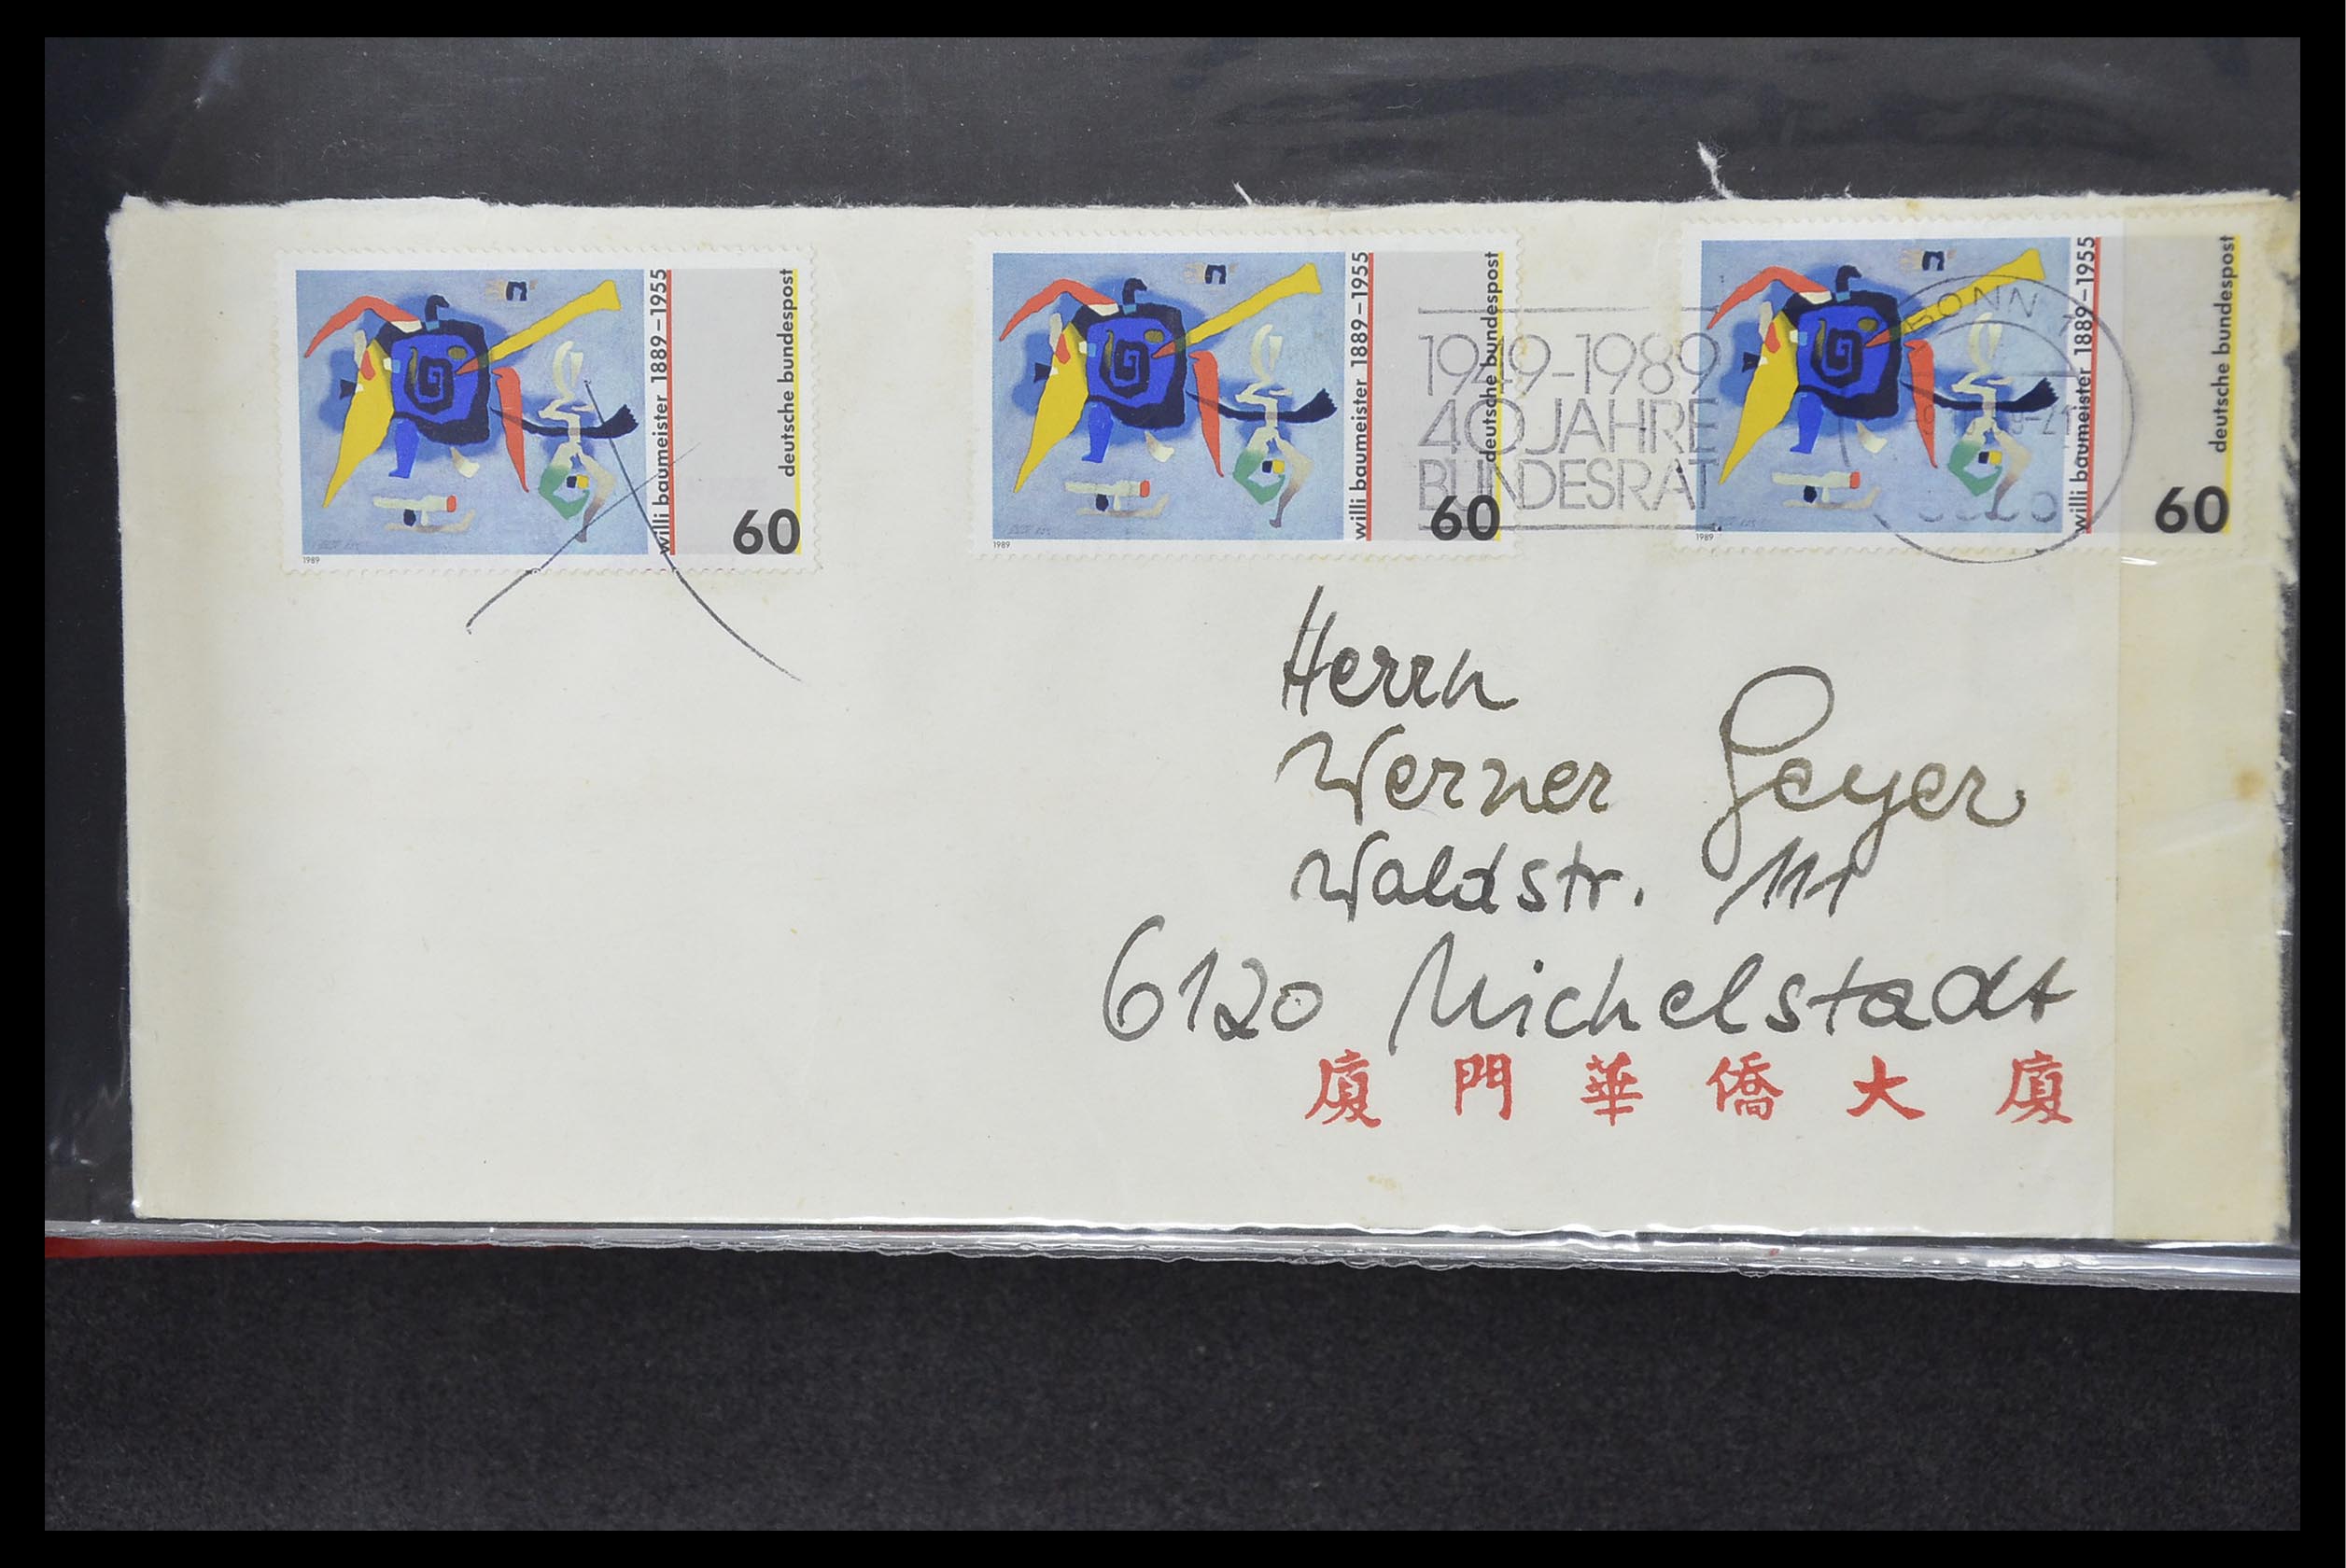 willi baumeister 1889–1955
deutsche bundespost
60
1989
willi baumeister 1889–1955
deutsche bundespost
60
1989
willi baumeister 1889–1955
deutsche bundespost
60
1989
1949-1989
40 JAHRE
BUNDESRAT
BONN
Herrn
Werner Geyer
Waldstr. 111
6120 Michelstadt
廈門華僑大廈